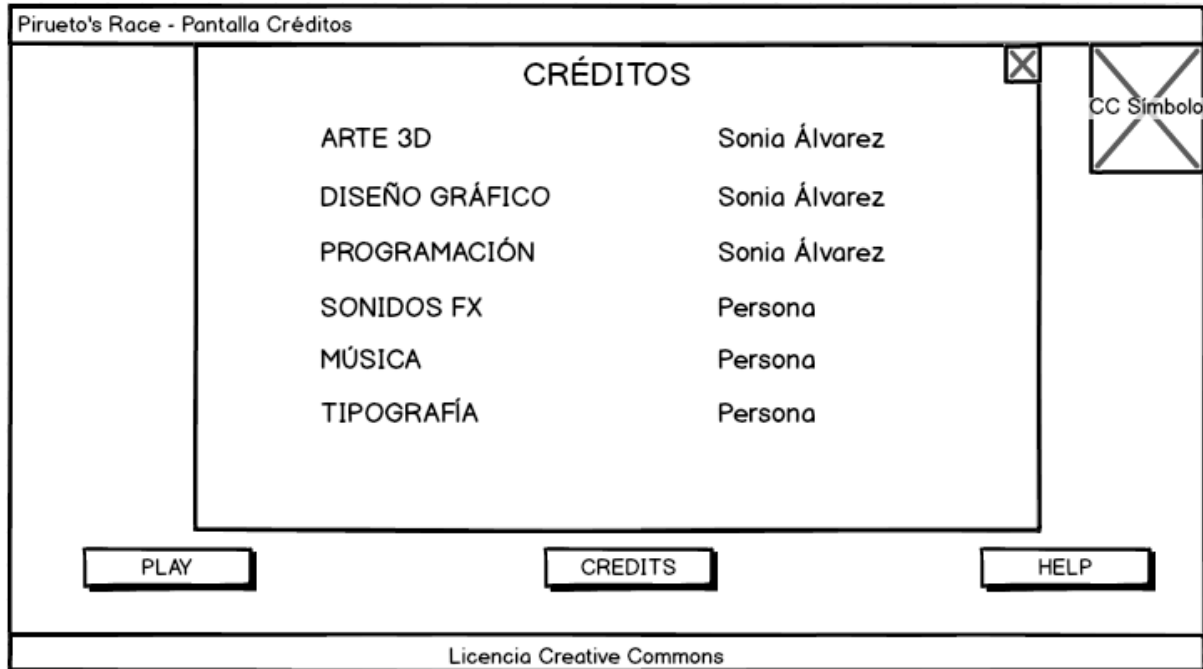 Pirueto's Race - Pantalla Créditos
CRÉDITOS
CC Símbolo
ARTE 3D Sonia Álvarez
DISEÑO GRÁFICO Sonia Álvarez
PROGRAMACIÓN Sonia Álvarez
SONIDOS FX Persona
MÚSICA Persona
TIPOGRAFÍA Persona
PLAY CREDITS HELP
Licencia Creative Commons